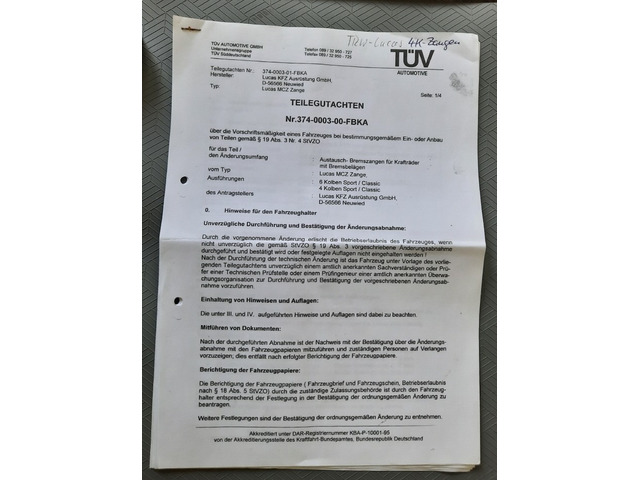 TRW-Lucas 4K-Zangen
TÜV AUTOMOTIVE GMBH
Unternehmensgruppe
TÜV Süddeutschland
Telefon 089 / 32 950 - 727
Telefax 089 / 32 950 - 726
TÜV
AUTOMOTIVE
Teilegutachten Nr.: 374-0003-01-FBKA
Hersteller: Lucas KFZ Ausrüstung GmbH,
D-56566 Neuwied
Typ: Lucas MCZ Zange
Seite: 1/4
TEILEGUTACHTEN
Nr.374-0003-00-FBKA
über die Vorschriftsmäßigkeit eines Fahrzeuges bei bestimmungsgemäßem Ein- oder Anbau
von Teilen gemäß § 19 Abs. 3 Nr. 4 StVZO
für das Teil /
den Änderungsumfang : Austausch- Bremszangen für Krafträder
mit Bremsbelägen
vom Typ : Lucas MCZ Zange,
Ausführungen : 6 Kolben Sport / Classic
4 Kolben Sport / Classic
des Antragstellers : Lucas KFZ Ausrüstung GmbH,
D-56566 Neuwied
0. Hinweise für den Fahrzeughalter
Unverzügliche Durchführung und Bestätigung der Änderungsabnahme:
Durch die vorgenommene Änderung erlischt die Betriebserlaubnis des Fahrzeuges, wenn
nicht unverzüglich die gemäß StVZO § 19 Abs. 3 vorgeschriebene Änderungsabnahme
durchgeführt und bestätigt wird oder festgelegte Auflagen nicht eingehalten werden !
Nach der Durchführung der technischen Änderung ist das Fahrzeug unter Vorlage des vorlie-
genden Teilegutachtens unverzüglich einem amtlich anerkannten Sachverständigen oder Prü-
fer einer Technischen Prüfstelle oder einem Prüfingenieur einer amtlich anerkannten Überwa-
chungsorganisation zur Durchführung und Bestätigung der vorgeschriebenen Änderungsab-
nahme vorzuführen.
Einhaltung von Hinweisen und Auflagen:
Die unter III. und IV. aufgeführten Hinweise und Auflagen sind dabei zu beachten.
Mitführen von Dokumenten:
Nach der durchgeführten Abnahme ist der Nachweis mit der Bestätigung über die Änderungs-
abnahme mit den Fahrzeugpapieren mitzuführen und zuständigen Personen auf Verlangen
vorzuzeigen; dies entfällt nach erfolgter Berichtigung der Fahrzeugpapiere.
Berichtigung der Fahrzeugpapiere:
Die Berichtigung der Fahrzeugpapiere ( Fahrzeugbrief und Fahrzeugschein, Betriebserlaubnis
nach § 18 Abs. 5 StVZO) durch die zuständige Zulassungsbehörde ist durch den Fahrzeug-
halter entsprechend der Festlegung in der Bestätigung der ordnungsgemäßen Änderung zu
beantragen.
Weitere Festlegungen sind der Bestätigung der ordnungsgemäßen Änderung zu entnehmen.
Akkreditiert unter DAR-Registriernummer KBA-P-10001-95
von der Akkreditierungsstelle des Kraftfahrt-Bundesamtes, Bundesrepublik Deutschland